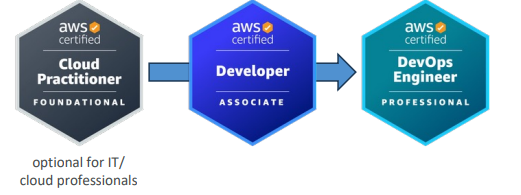 aws
certified
Cloud
Practitioner
FOUNDATIONAL
aws
certified
Developer
ASSOCIATE
aws
certified
DevOps
Engineer
PROFESSIONAL
optional for IT/
cloud professionals